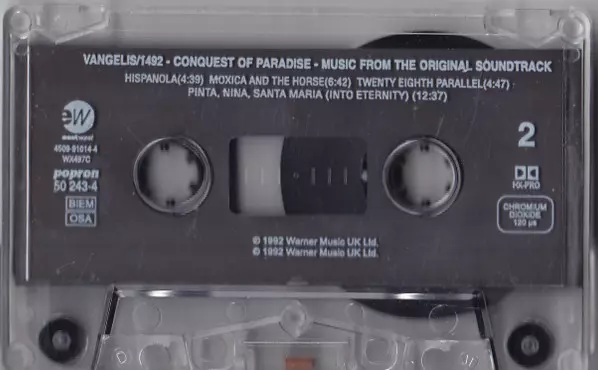 VANGELIS/1492 - CONQUEST OF PARADISE - MUSIC FROM THE ORIGINAL SOUNDTRACK
HISPANOLA(4:39) MOXICA AND THE HORSE(6:42) TWENTY EIGHTH PARALLEL(4:47)
PINTA, NINA, SANTA MARIA (INTO ETERNITY) (12:37)
ew
eastwest
4509-91014-4
WX497C
popron
50 243-4
BIEM
OSA
2
HX-PRO
CHROMIUM
DIOXIDE
120 µs
℗ 1992 Warner Music UK Ltd.
© 1992 Warner Music UK Ltd.